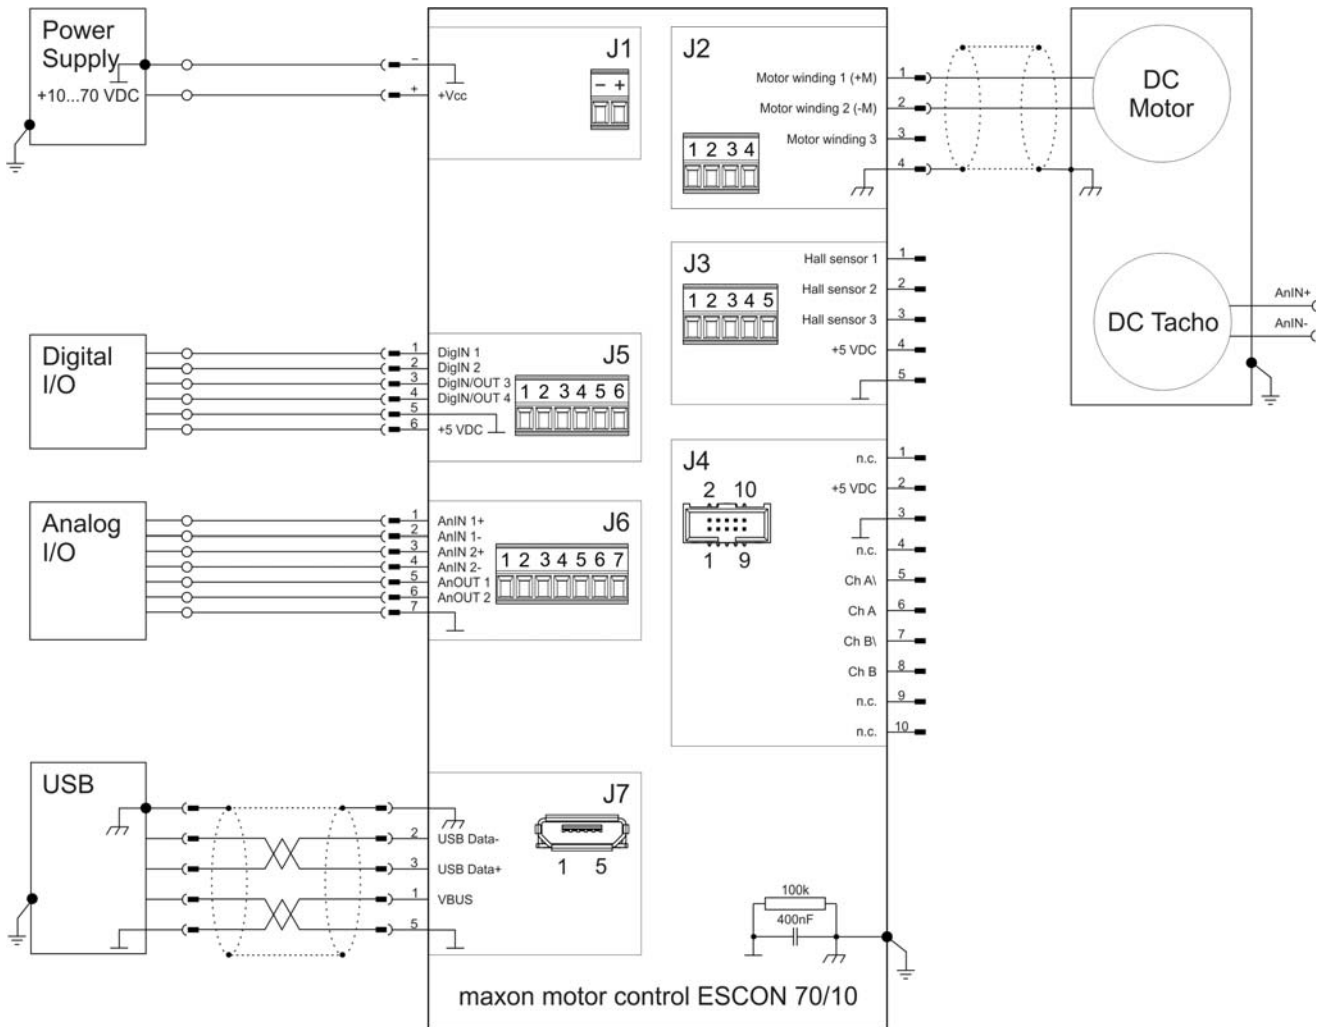 Power
Supply
+10...70 VDC
−
+
+Vcc
J1
− +
J2
Motor winding 1 (+M)
1
Motor winding 2 (-M)
2
Motor winding 3
3
4
1 2 3 4
DC
Motor
J3
Hall sensor 1
1
Hall sensor 2
2
Hall sensor 3
3
+5 VDC
4
5
1 2 3 4 5
DC Tacho
AnIN+
AnIN-
Digital
I/O
1
DigIN 1
2
DigIN 2
3
DigIN/OUT 3
4
DigIN/OUT 4
5
6
+5 VDC
J5
1 2 3 4 5 6
J4
2 10
1 9
n.c.
1
+5 VDC
2
3
n.c.
4
Ch A\
5
Ch A
6
Ch B\
7
Ch B
8
n.c.
9
n.c.
10
Analog
I/O
1
AnIN 1+
2
AnIN 1-
3
AnIN 2+
4
AnIN 2-
5
AnOUT 1
6
AnOUT 2
7
J6
1 2 3 4 5 6 7
USB
J7
2
USB Data-
3
USB Data+
1
VBUS
5
1 5
100k
400nF
maxon motor control ESCON 70/10